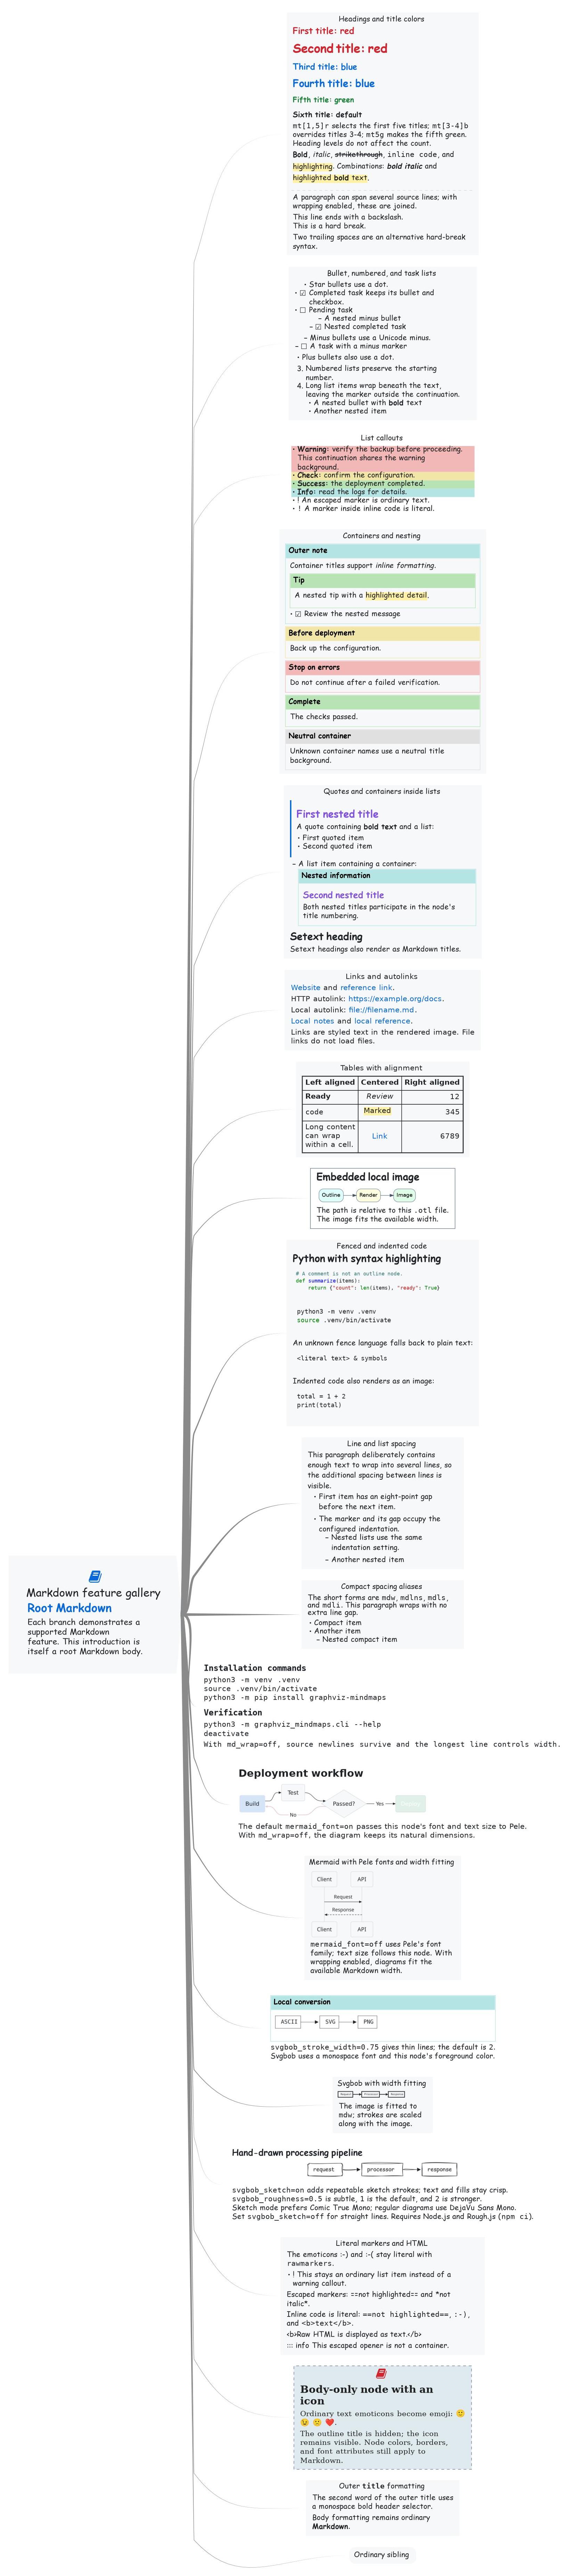 Headings and title colors
First title: red
Second title: red
Third title: blue
Fourth title: blue
Fifth title: green
Sixth title: default
mt[1,5]r selects the first five titles; mt[3-4]b
overrides titles 3-4; mt5g makes the fifth green.
Heading levels do not affect the count.
Bold, italic, strikethrough, inline code, and
highlighting. Combinations: bold italic and
highlighted bold text.
A paragraph can span several source lines; with
wrapping enabled, these are joined.
This line ends with a backslash.
This is a hard break.
Two trailing spaces are an alternative hard-break
syntax.
Bullet, numbered, and task lists
• Star bullets use a dot.
• ☑ Completed task keeps its bullet and
checkbox.
• ☐ Pending task
– A nested minus bullet
– ☑ Nested completed task
– Minus bullets use a Unicode minus.
– ☐ A task with a minus marker
• Plus bullets also use a dot.
3. Numbered lists preserve the starting
number.
4. Long list items wrap beneath the text,
leaving the marker outside the continuation.
• A nested bullet with bold text
• Another nested item
List callouts
• Warning: verify the backup before proceeding.
This continuation shares the warning
background.
• Check: confirm the configuration.
• Success: the deployment completed.
• Info: read the logs for details.
• ! An escaped marker is ordinary text.
• ! A marker inside inline code is literal.
Containers and nesting
Outer note
Container titles support inline formatting.
Tip
A nested tip with a highlighted detail.
• ☑ Review the nested message
Before deployment
Back up the configuration.
Stop on errors
Do not continue after a failed verification.
Complete
The checks passed.
Neutral container
Unknown container names use a neutral title
background.
Quotes and containers inside lists
First nested title
A quote containing bold text and a list:
• First quoted item
• Second quoted item
– A list item containing a container:
Nested information
Second nested title
Both nested titles participate in the node's
title numbering.
Setext heading
Setext headings also render as Markdown titles.
Links and autolinks
Website and reference link.
HTTP autolink: https://example.org/docs.
Local autolink: file://filename.md.
Local notes and local reference.
Links are styled text in the rendered image. File
links do not load files.
Tables with alignment
Left aligned Centered Right aligned
Ready Review 12
code Marked 345
Long content
can wrap
within a cell. Link 6789
Embedded local image
Outline Render Image
The path is relative to this .otl file.
The image fits the available width.
Fenced and indented code
Python with syntax highlighting
# A comment is not an outline node.
def summarize(items):
return {"count": len(items), "ready": True}
python3 -m venv .venv
source .venv/bin/activate
An unknown fence language falls back to plain text:
<literal text> & symbols
Indented code also renders as an image:
total = 1 + 2
print(total)
Line and list spacing
This paragraph deliberately contains
enough text to wrap into several lines, so
the additional spacing between lines is
visible.
• First item has an eight-point gap
before the next item.
• The marker and its gap occupy the
configured indentation.
– Nested lists use the same
indentation setting.
– Another nested item
Markdown feature gallery
Root Markdown
Each branch demonstrates a
supported Markdown
feature. This introduction is
itself a root Markdown body.
Compact spacing aliases
The short forms are mdw, mdlns, mdls,
and mdli. This paragraph wraps with no
extra line gap.
• Compact item
• Another item
– Nested compact item
Installation commands
python3 -m venv .venv
source .venv/bin/activate
python3 -m pip install graphviz-mindmaps
Verification
python3 -m graphviz_mindmaps.cli --help
deactivate
With md_wrap=off, source newlines survive and the longest line controls width.
Deployment workflow
Build Test Passed? Yes
No
The default mermaid_font=on passes this node's font and text size to Pele.
With md_wrap=off, the diagram keeps its natural dimensions.
Mermaid with Pele fonts and width fitting
Client API
Request
Response
Client API
mermaid_font=off uses Pele's font
family; text size follows this node. With
wrapping enabled, diagrams fit the
available Markdown width.
Local conversion
ASCII SVG PNG
svgbob_stroke_width=0.75 gives thin lines; the default is 2.
Svgbob uses a monospace font and this node's foreground color.
Svgbob with width fitting
The image is fitted to
mdw; strokes are scaled
along with the image.
Hand-drawn processing pipeline
request processor response
svgbob_sketch=on adds repeatable sketch strokes; text and fills stay crisp.
svgbob_roughness=0.5 is subtle, 1 is the default, and 2 is stronger.
Sketch mode prefers Comic True Mono; regular diagrams use DejaVu Sans Mono.
Set svgbob_sketch=off for straight lines. Requires Node.js and Rough.js (npm ci).
Literal markers and HTML
The emoticons :-) and :-( stay literal with
rawmarkers.
• ! This stays an ordinary list item instead of a
warning callout.
Escaped markers: ==not highlighted== and *not
italic*.
Inline code is literal: ==not highlighted==, :-),
and <b>text</b>.
<b>Raw HTML is displayed as text.</b>
::: info This escaped opener is not a container.
Body-only node with an
icon
Ordinary text emoticons become emoji: 🙂
😉 🙁 ❤️.
The outline title is hidden; the icon
remains visible. Node colors, borders,
and font attributes still apply to
Markdown.
Outer title formatting
The second word of the outer title uses
a monospace bold header selector.
Body formatting remains ordinary
Markdown.
Ordinary sibling